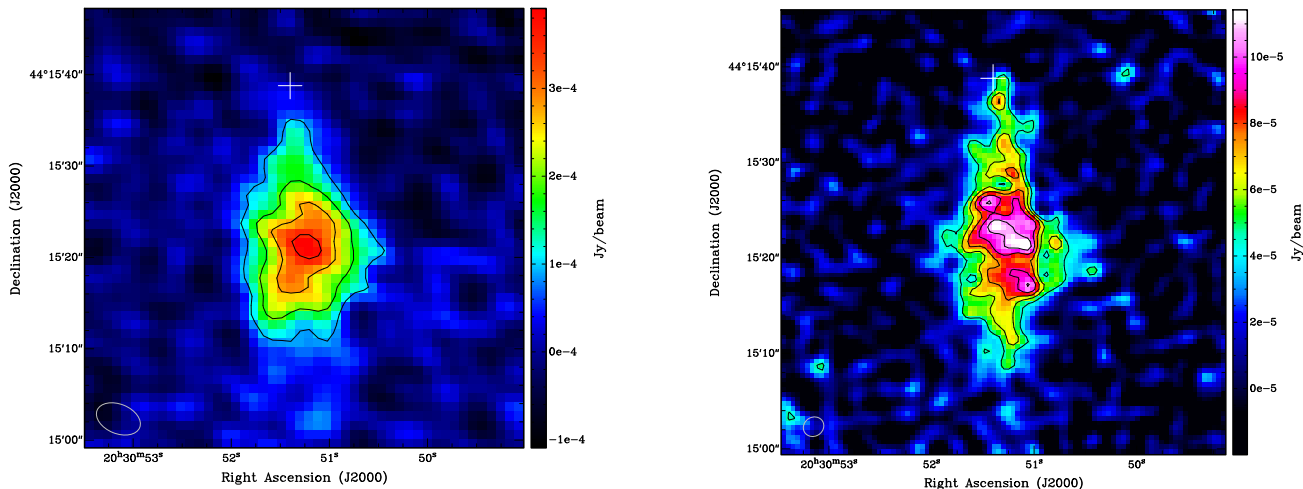 44°15′40″
15′30″
15′20″
15′10″
15′00″
Declination (J2000)
20ʰ30ᵐ53ˢ
52ˢ
51ˢ
50ˢ
Right Ascension (J2000)
3e−4
2e−4
1e−4
0e−4
−1e−4
Jy/beam
44°15′40″
15′30″
15′20″
15′10″
15′00″
Declination (J2000)
20ʰ30ᵐ53ˢ
52ˢ
51ˢ
50ˢ
Right Ascension (J2000)
10e−5
8e−5
6e−5
4e−5
2e−5
0e−5
Jy/beam